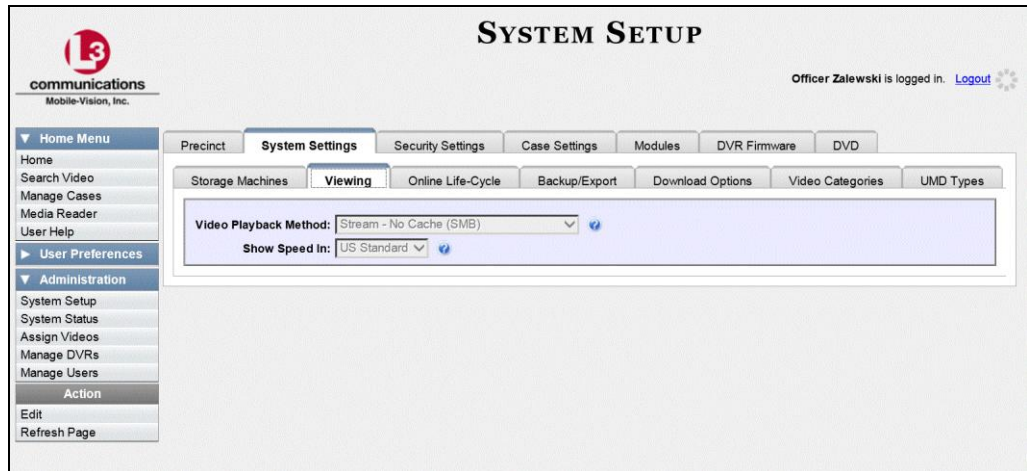 SYSTEM SETUP
L3
communications
Mobile-Vision, Inc.
Officer Zalewski is logged in. Logout
▼ Home Menu
Home
Search Video
Manage Cases
Media Reader
User Help
▶ User Preferences
▼ Administration
System Setup
System Status
Assign Videos
Manage DVRs
Manage Users
Action
Edit
Refresh Page
Precinct System Settings Security Settings Case Settings Modules DVR Firmware DVD
Storage Machines Viewing Online Life-Cycle Backup/Export Download Options Video Categories UMD Types
Video Playback Method: Stream - No Cache (SMB) ?
Show Speed In: US Standard ?